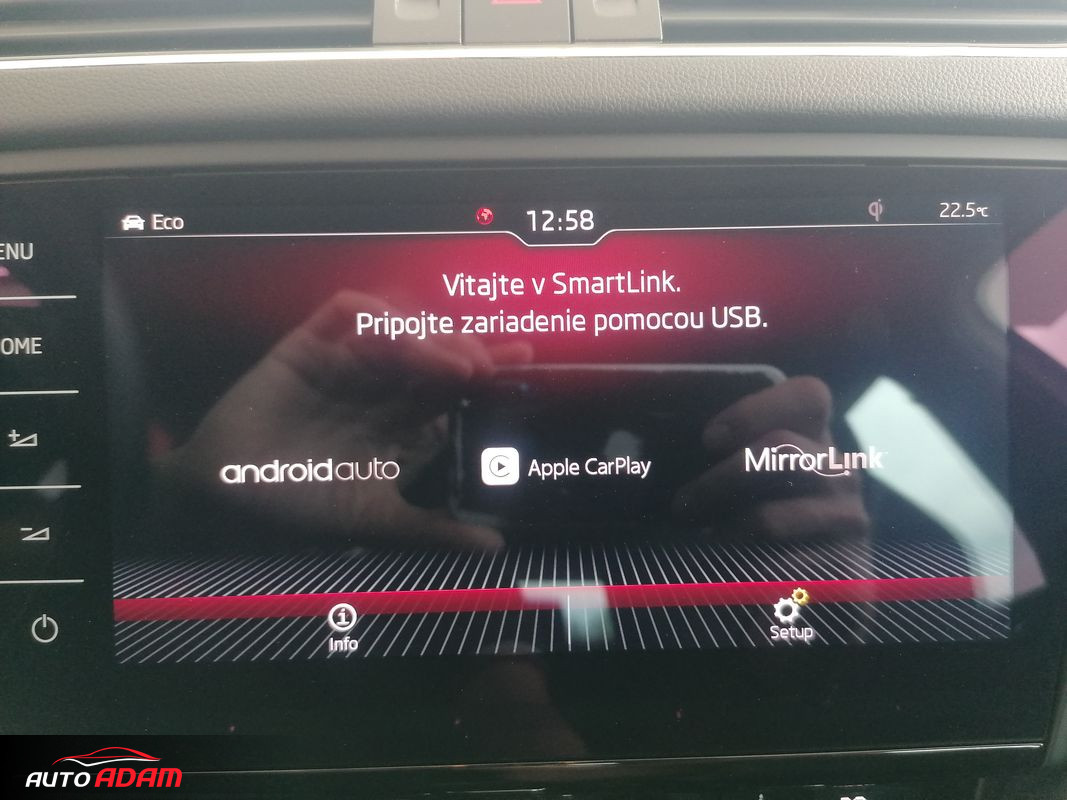 Eco
12:58
qi
22.5°C
ENU
OME
Vitajte v SmartLink.
Pripojte zariadenie pomocou USB.
androidauto
Apple CarPlay
MirrorLink
Info
Setup
AUTO ADAM